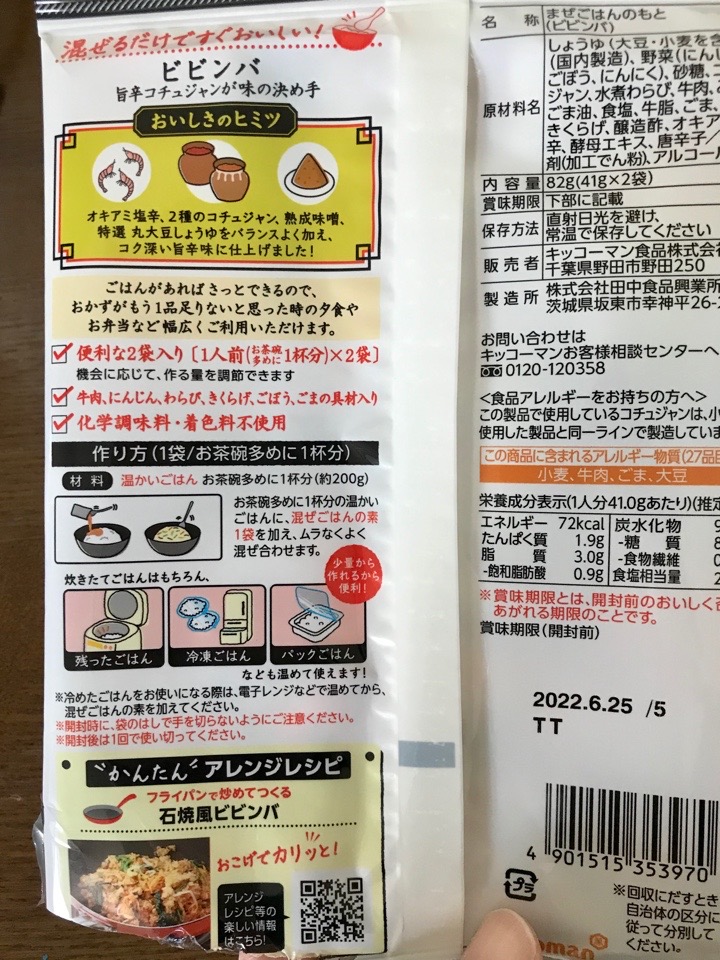 混ぜるだけですぐおいしい!
ビビンバ
旨辛コチュジャンが味の決め手
おいしさのヒミツ
オキアミ塩辛、2種のコチュジャン、熟成味噌、
特選 丸大豆しょうゆをバランスよく加え、
コク深い旨辛味に仕上げました!
ごはんがあればさっとできるので、
おかずがもう1品足りないと思った時の夕食や
お弁当など幅広くご利用いただけます。
便利な2袋入り〔1人前(お茶碗多めに1杯分)×2袋〕
機会に応じて、作る量を調節できます
牛肉、にんじん、わらび、きくらげ、ごぼう、ごまの具材入り
化学調味料・着色料不使用
作り方(1袋/お茶碗多めに1杯分)
材料 温かいごはん お茶碗多めに1杯分(約200g)
お茶碗多めに1杯分の温かい
ごはんに、混ぜごはんの素
1袋を加え、ムラなくよく
混ぜ合わせます。
少量から
作れるから
便利!
炊きたてごはんはもちろん、
残ったごはん
冷凍ごはん
パックごはん
なども温めて使えます!
※冷めたごはんをお使いになる際は、電子レンジなどで温めてから、
混ぜごはんの素を加えてください。
※開封時に、袋のはしで手を切らないようにご注意ください。
※開封後は1回で使い切ってください。
かんたん アレンジレシピ
フライパンで炒めてつくる
石焼風ビビンバ
おこげでカリッと!
アレンジ
レシピ等の
楽しい情報
はこちら!
名称 まぜごはんのもと
(ビビンバ)
原材料名 しょうゆ(大豆・小麦を含
(国内製造)、野菜(にんじ
ごぼう、にんにく)、砂糖、コ
ジャン、水煮わらび、牛肉、
ごま油、食塩、牛脂、ごま、
きくらげ、醸造酢、オキア
辛、酵母エキス、唐辛子/
剤(加工でん粉)、アルコール
内容量 82g(41g×2袋)
賞味期限 下部に記載
保存方法 直射日光を避け、
常温で保存してください
販売者 キッコーマン食品株式会
千葉県野田市野田250
製造所 株式会社田中食品興業所
茨城県坂東市幸神平26-
お問い合わせは
キッコーマンお客様相談センターへ
0120-120358
<食品アレルギーをお持ちの方へ>
この製品で使用しているコチュジャンは、小
使用した製品と同一ラインで製造していま
この商品に含まれるアレルギー物質(27品目
小麦、牛肉、ごま、大豆
栄養成分表示(1人分41.0gあたり)(推定
エネルギー 72kcal
たんぱく質 1.9g
脂質 3.0g
-飽和脂肪酸 0.9g
炭水化物 9
-糖質 8
-食物繊維 0
食塩相当量 2
※賞味期限とは、開封前のおいしく
あがれる期限のことです。
賞味期限(開封前)
2022.6.25 /5
TT
4 901515 353970
プラ
※回収にだすとき
自治体の区分に
従って分別して
ください。
oman